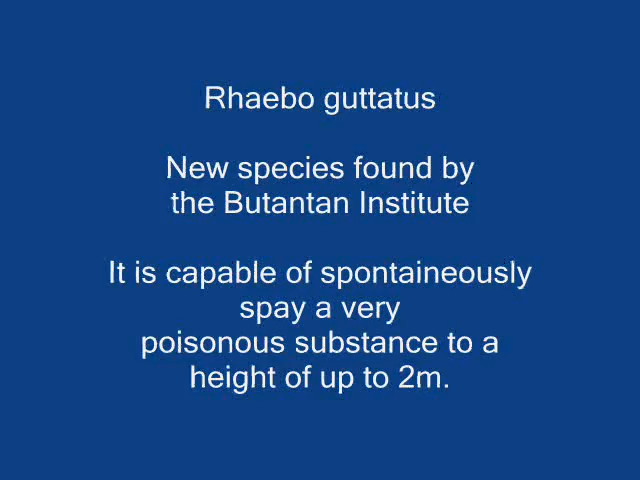 Rhaebo guttatus
New species found by
the Butantan Institute
It is capable of spontaineously
spay a very
poisonous substance to a
height of up to 2m.